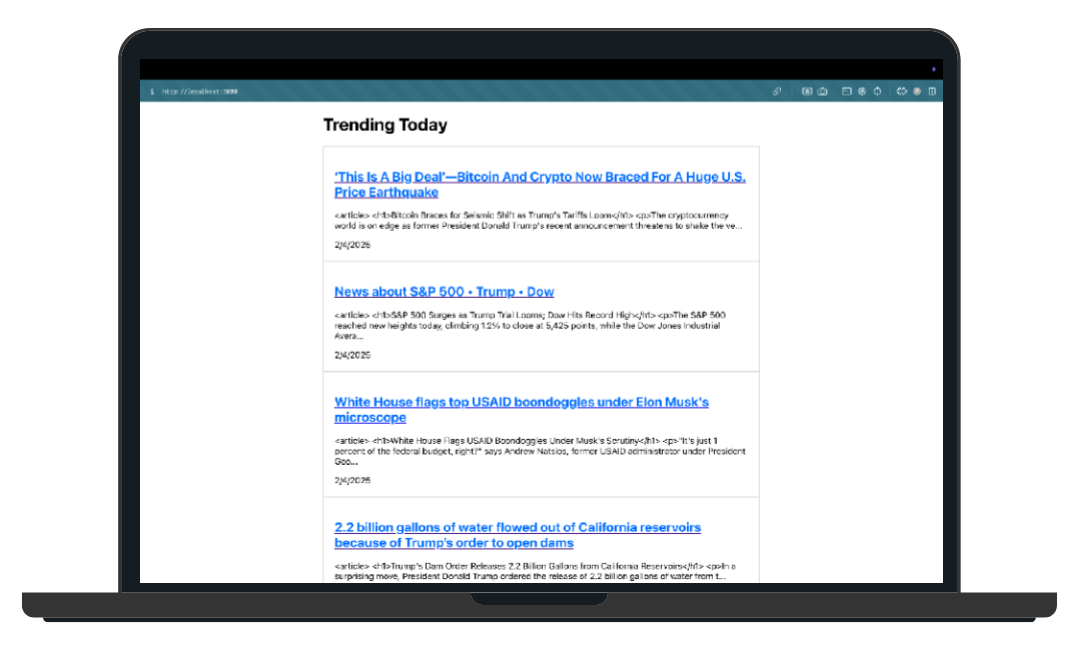 http://localhost:3000
Trending Today
'This Is A Big Deal'—Bitcoin And Crypto Now Braced For A Huge U.S.
Price Earthquake
<article> <h1>Bitcoin Braces for Seismic Shift as Trump's Tariffs Loom</h1> <p>The cryptocurrency
world is on edge as former President Donald Trump's recent announcement threatens to shake the ve...
2/4/2025
News about S&P 500 • Trump • Dow
<article> <h1>S&P 500 Surges as Trump Trial Looms; Dow Hits Record High</h1> <p>The S&P 500
reached new heights today, climbing 1.2% to close at 5,425 points, while the Dow Jones Industrial
Avera...
2/4/2025
White House flags top USAID boondoggles under Elon Musk's
microscope
<article> <h1>White House Flags USAID Boondoggles Under Musk's Scrutiny</h1> <p>"It's just 1
percent of the federal budget, right?" says Andrew Natsios, former USAID administrator under President
Geo...
2/4/2025
2.2 billion gallons of water flowed out of California reservoirs
because of Trump's order to open dams
<article> <h1>Trump's Dam Order Releases 2.2 Billion Gallons from California Reservoirs</h1> <p>In a
surprising move, President Donald Trump ordered the release of 2.2 billion gallons of water from t...